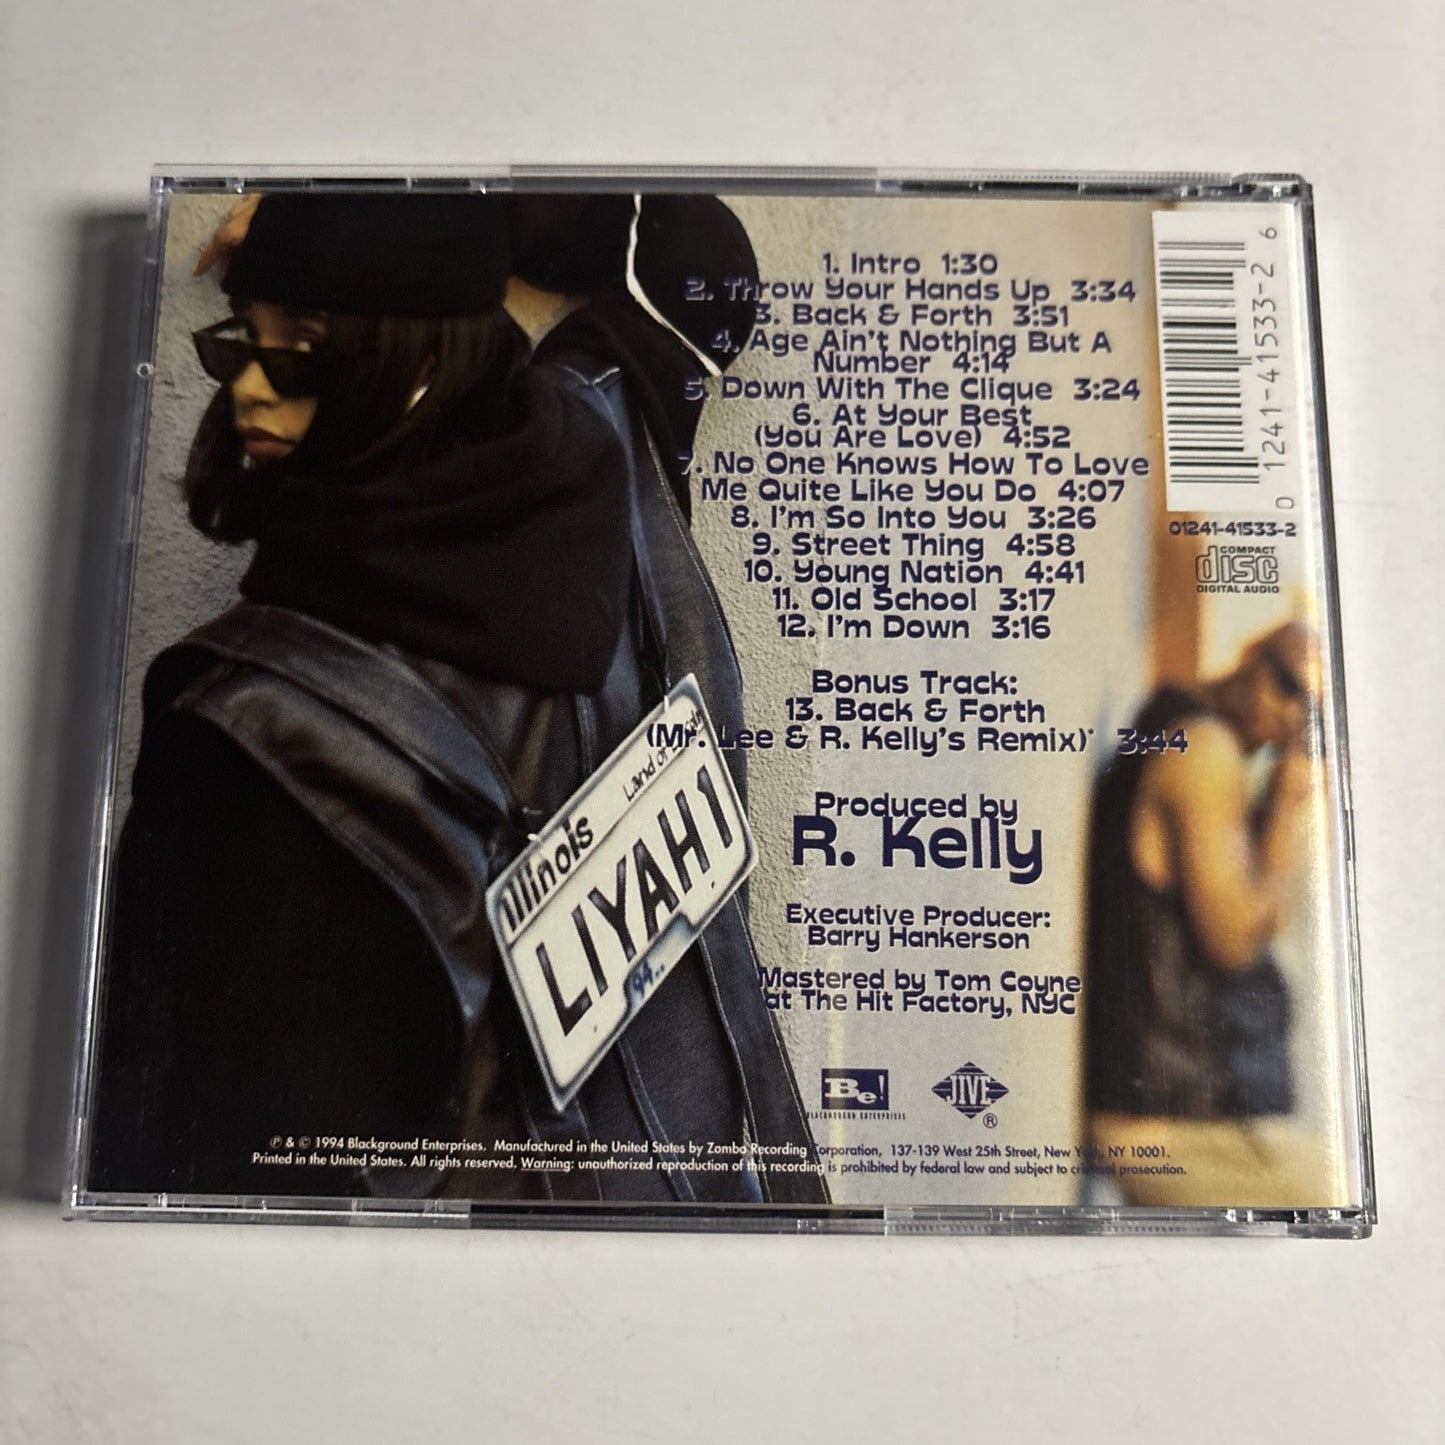 1. Intro 1:30
2. Throw Your Hands Up 3:34
3. Back & Forth 3:51
4. Age Ain't Nothing But A
Number 4:14
5. Down With The Clique 3:24
6. At Your Best
(You Are Love) 4:52
7. No One Knows How To Love
Me Quite Like You Do 4:07
8. I'm So Into You 3:26
9. Street Thing 4:58
10. Young Nation 4:41
11. Old School 3:17
12. I'm Down 3:16
Bonus Track:
13. Back & Forth
(Mr. Lee & R. Kelly's Remix)* 3:44
Produced by
R. Kelly
Executive Producer:
Barry Hankerson
Mastered by Tom Coyne
at The Hit Factory, NYC
Be!
BLACKGROUND ENTERPRISES
JIVE
®
℗ & © 1994 Blackground Enterprises. Manufactured in the United States by Zomba Recording Corporation, 137-139 West 25th Street, New York, NY 10001.
Printed in the United States. All rights reserved. Warning: unauthorized reproduction of this recording is prohibited by federal law and subject to criminal prosecution.
0 1241-41533-2 6
01241-41533-2
COMPACT
disc
DIGITAL AUDIO
Land of
Illinois
LIYAH 1
94..